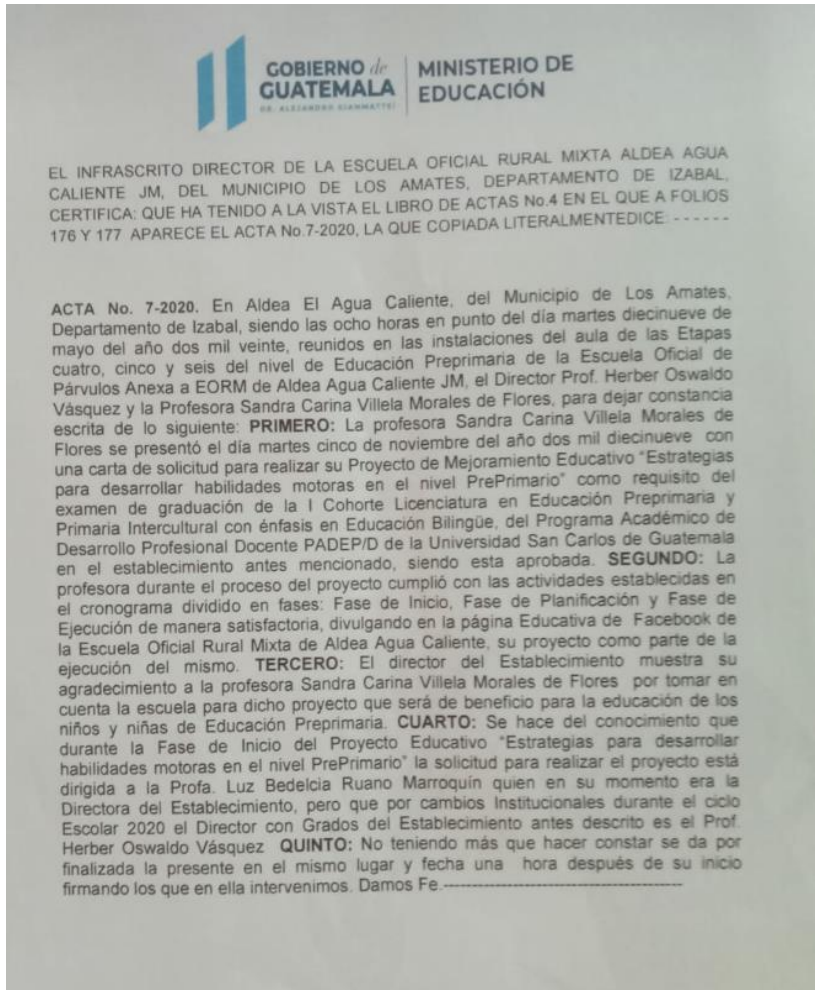 GOBIERNO de
GUATEMALA
DR. ALEJANDRO GIAMMATTEI
MINISTERIO DE
EDUCACIÓN
EL INFRASCRITO DIRECTOR DE LA ESCUELA OFICIAL RURAL MIXTA ALDEA AGUA
CALIENTE JM, DEL MUNICIPIO DE LOS AMATES, DEPARTAMENTO DE IZABAL,
CERTIFICA: QUE HA TENIDO A LA VISTA EL LIBRO DE ACTAS No.4 EN EL QUE A FOLIOS
176 Y 177 APARECE EL ACTA No.7-2020, LA QUE COPIADA LITERALMENTEDICE: - - - - - -
ACTA No. 7-2020. En Aldea El Agua Caliente, del Municipio de Los Amates,
Departamento de Izabal, siendo las ocho horas en punto del día martes diecinueve de
mayo del año dos mil veinte, reunidos en las instalaciones del aula de las Etapas
cuatro, cinco y seis del nivel de Educación Preprimaria de la Escuela Oficial de
Párvulos Anexa a EORM de Aldea Agua Caliente JM, el Director Prof. Herber Oswaldo
Vásquez y la Profesora Sandra Carina Villela Morales de Flores, para dejar constancia
escrita de lo siguiente: PRIMERO: La profesora Sandra Carina Villela Morales de
Flores se presentó el día martes cinco de noviembre del año dos mil diecinueve con
una carta de solicitud para realizar su Proyecto de Mejoramiento Educativo “Estrategias
para desarrollar habilidades motoras en el nivel PrePrimario” como requisito del
examen de graduación de la I Cohorte Licenciatura en Educación Preprimaria y
Primaria Intercultural con énfasis en Educación Bilingüe, del Programa Académico de
Desarrollo Profesional Docente PADEP/D de la Universidad San Carlos de Guatemala
en el establecimiento antes mencionado, siendo esta aprobada. SEGUNDO: La
profesora durante el proceso del proyecto cumplió con las actividades establecidas en
el cronograma dividido en fases: Fase de Inicio, Fase de Planificación y Fase de
Ejecución de manera satisfactoria, divulgando en la página Educativa de Facebook de
la Escuela Oficial Rural Mixta de Aldea Agua Caliente, su proyecto como parte de la
ejecución del mismo. TERCERO: El director del Establecimiento muestra su
agradecimiento a la profesora Sandra Carina Villela Morales de Flores por tomar en
cuenta la escuela para dicho proyecto que será de beneficio para la educación de los
niños y niñas de Educación Preprimaria. CUARTO: Se hace del conocimiento que
durante la Fase de Inicio del Proyecto Educativo “Estrategias para desarrollar
habilidades motoras en el nivel PrePrimario” la solicitud para realizar el proyecto está
dirigida a la Profa. Luz Bedelcia Ruano Marroquín quien en su momento era la
Directora del Establecimiento, pero que por cambios Institucionales durante el ciclo
Escolar 2020 el Director con Grados del Establecimiento antes descrito es el Prof.
Herber Oswaldo Vásquez QUINTO: No teniendo más que hacer constar se da por
finalizada la presente en el mismo lugar y fecha una hora después de su inicio
firmando los que en ella intervenimos. Damos Fe.------------------------------------------